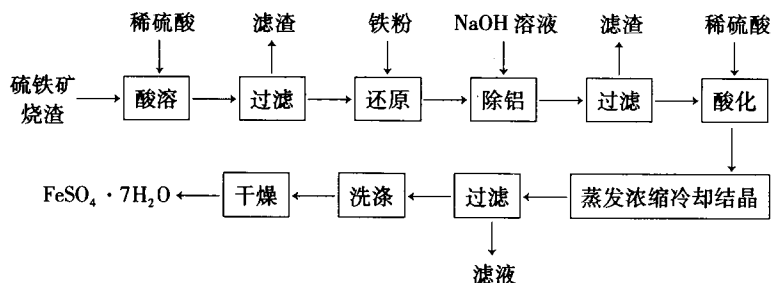 稀硫酸 滤渣 铁粉 NaOH 溶液 滤渣 稀硫酸
硫铁矿烧渣 酸溶 过滤 还原 除铝 过滤 酸化
FeSO₄·7H₂O 干燥 洗涤 过滤 蒸发浓缩冷却结晶
滤液